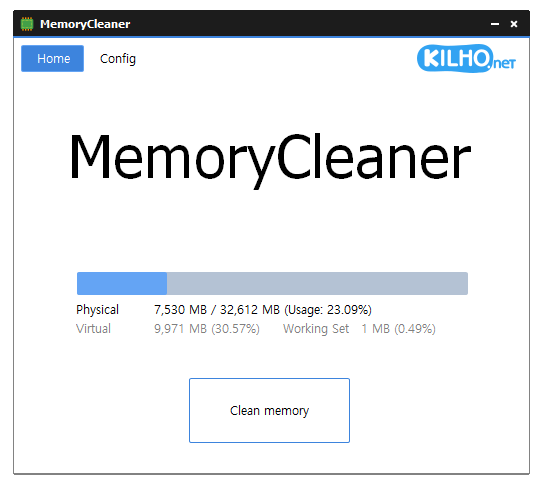 MemoryCleaner
Home Config KILHO.net
MemoryCleaner
Physical 7,530 MB / 32,612 MB (Usage: 23.09%)
Virtual 9,971 MB (30.57%) Working Set 1 MB (0.49%)
Clean memory